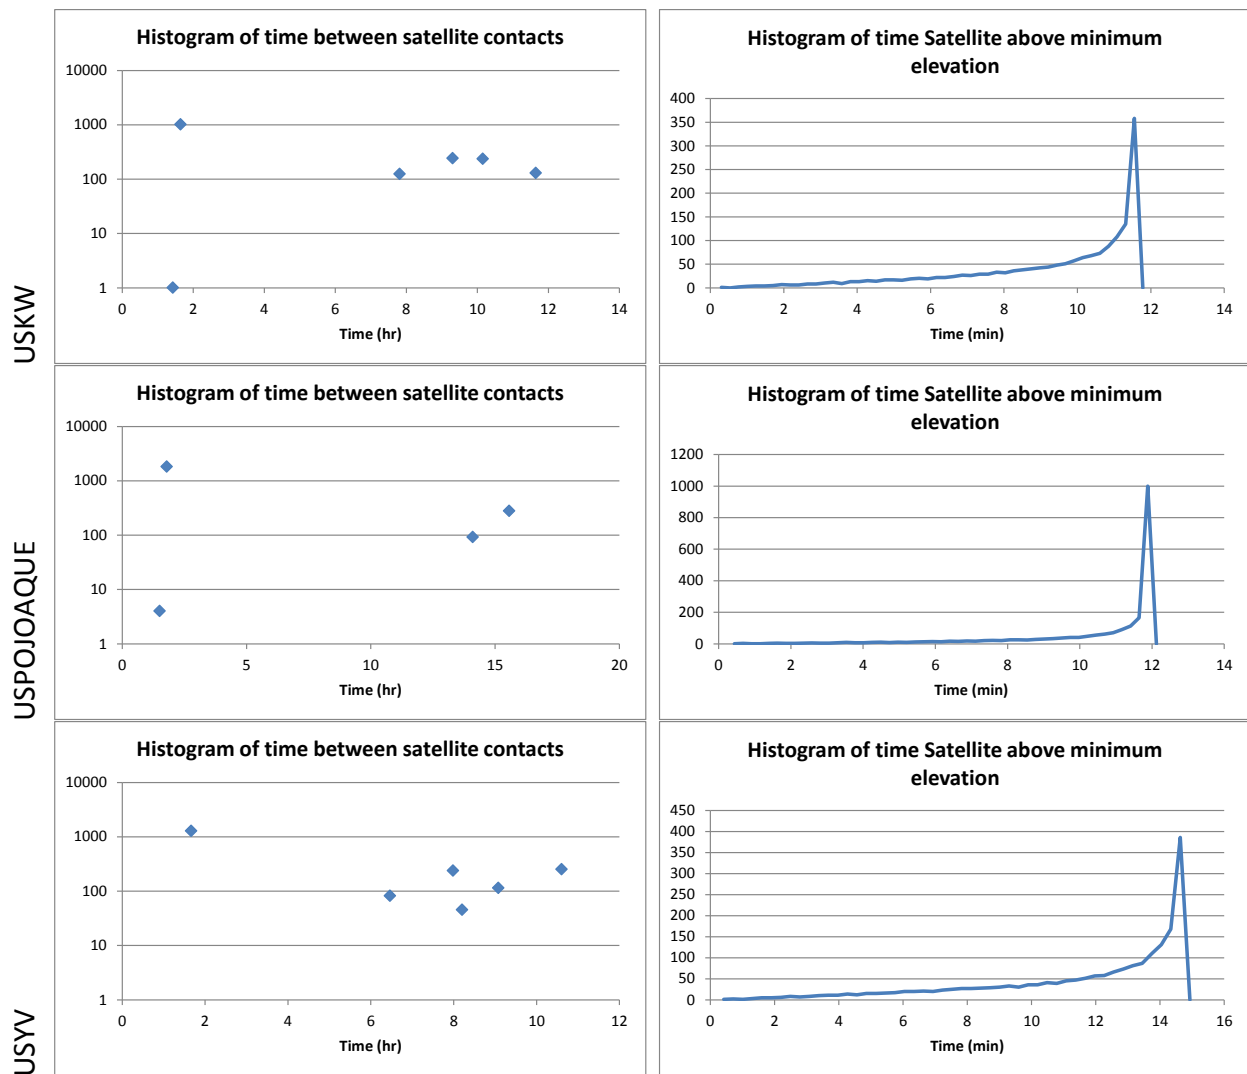 USKW
Histogram of time between satellite contacts
10000
1000
100
10
1
0 2 4 6 8 10 12 14
Time (hr)
Histogram of time Satellite above minimum
elevation
400
350
300
250
200
150
100
50
0
0 2 4 6 8 10 12 14
Time (min)
USPOJOAQUE
Histogram of time between satellite contacts
10000
1000
100
10
1
0 5 10 15 20
Time (hr)
Histogram of time Satellite above minimum
elevation
1200
1000
800
600
400
200
0
0 2 4 6 8 10 12 14
Time (min)
USYV
Histogram of time between satellite contacts
10000
1000
100
10
1
0 2 4 6 8 10 12
Time (hr)
Histogram of time Satellite above minimum
elevation
450
400
350
300
250
200
150
100
50
0
0 2 4 6 8 10 12 14 16
Time (min)